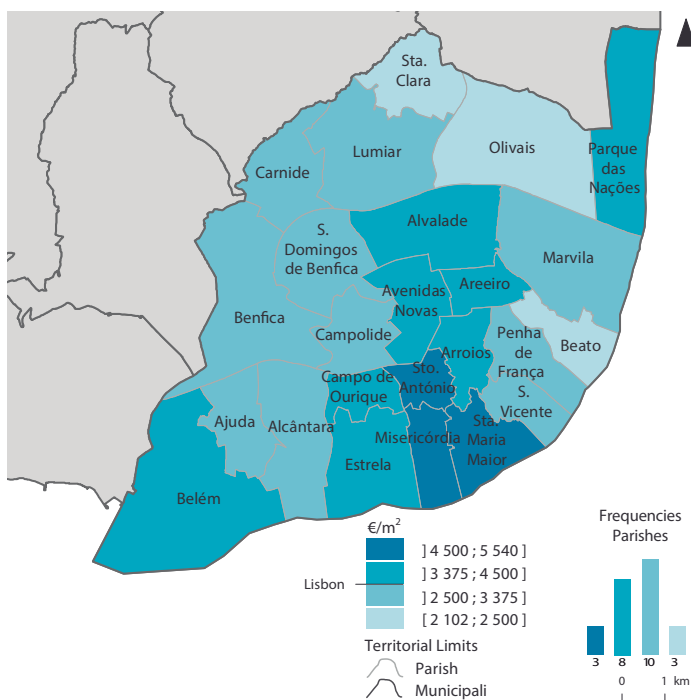 Sta.
Clara
Olivais
Parque
das
Nações
Lumiar
Carnide
Alvalade
S.
Domingos
de Benfica
Marvila
Areeiro
Avenidas
Novas
Benfica
Campolide
Penha
de
França
Beato
Arroios
Sto.
António
Campo de
Ourique
S.
Vicente
Ajuda
Alcântara
Misericórdia
Sta.
Maria
Maior
Estrela
Belém
€/m²
] 4 500 ; 5 540 ]
] 3 375 ; 4 500 ]
Lisbon
] 2 500 ; 3 375 ]
[ 2 102 ; 2 500 ]
Territorial Limits
Parish
Municipali
Frequencies
Parishes
3 8 10 3
0 1 km